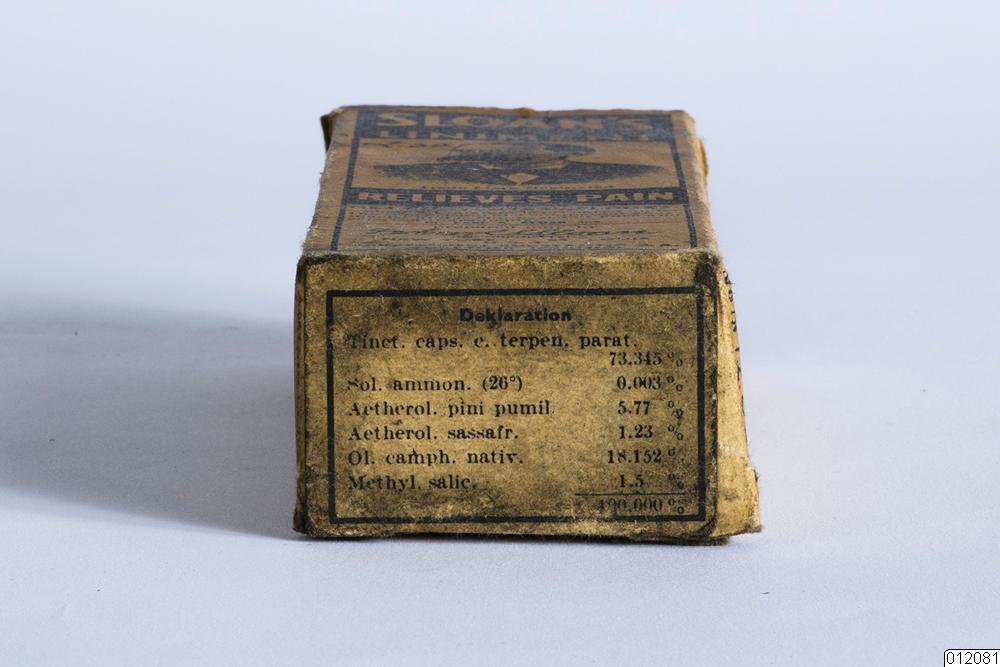 SLOAN'S
LINIMENT
RELIEVES PAIN
Deklaration
Tinct. caps. c. terpen. parat.
73.345 %
Sol. ammon. (26°) 0.003 %
Aetherol. pini pumil. 5.77 %
Aetherol. sassafr. 1.23 %
Ol. camph. nativ. 18.152 %
Methyl. salic. 1.5 %
100.000 %
012081